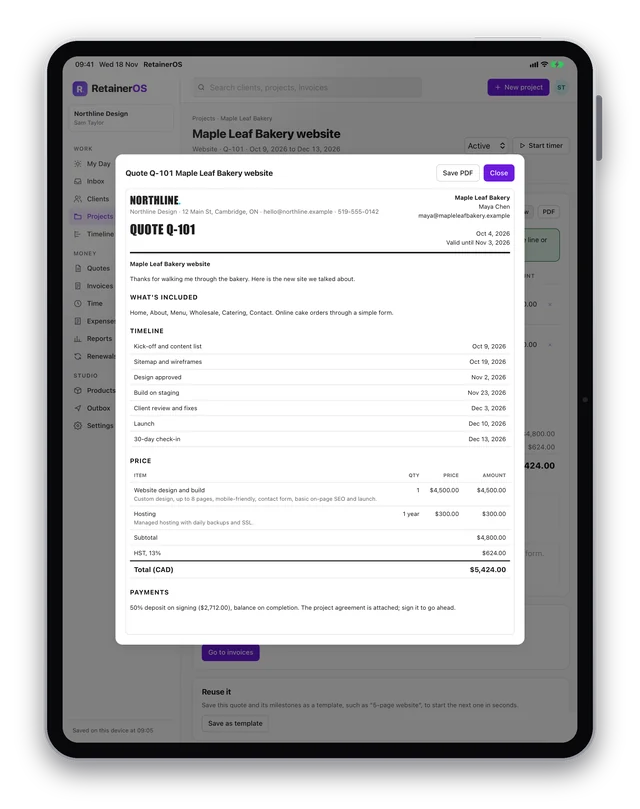 09:41 Wed 18 Nov RetainerOS
R. RetainerOS
Search clients, projects, invoices
+ New project
ST
Northline Design
Sam Taylor
WORK
My Day
Inbox
Clients
Projects
Timeline
MONEY
Quotes
Invoices
Time
Expenses
Reports
Renewals
STUDIO
Products
Outbox
Settings
Saved on this device at 09:05
Projects · Maple Leaf Bakery
Maple Leaf Bakery website
Website · Q-101 · Oct 9, 2026 to Dec 13, 2026
Active
Start timer
PDF
line or
Quote Q-101 Maple Leaf Bakery website
Save PDF
Close
NORTHLINE.
Northline Design · 12 Main St, Cambridge, ON · hello@northline.example · 519-555-0142
QUOTE Q-101
Maple Leaf Bakery
Maya Chen
maya@mapleleafbakery.example
Oct 4, 2026
Valid until Nov 3, 2026
Maple Leaf Bakery website
Thanks for walking me through the bakery. Here is the new site we talked about.
WHAT'S INCLUDED
Home, About, Menu, Wholesale, Catering, Contact. Online cake orders through a simple form.
TIMELINE
Kick-off and content list Oct 9, 2026
Sitemap and wireframes Oct 19, 2026
Design approved Nov 2, 2026
Build on staging Nov 23, 2026
Client review and fixes Dec 3, 2026
Launch Dec 10, 2026
30-day check-in Dec 13, 2026
PRICE
ITEM QTY PRICE AMOUNT
Website design and build 1 $4,500.00 $4,500.00
Custom design, up to 8 pages, mobile-friendly, contact form, basic on-page SEO and launch.
Hosting 1 year $300.00 $300.00
Managed hosting with daily backups and SSL.
Subtotal $4,800.00
HST, 13% $624.00
Total (CAD) $5,424.00
PAYMENTS
50% deposit on signing ($2,712.00), balance on completion. The project agreement is attached; sign it to go ahead.
$624.00
form.
Go to invoices
Reuse it
Save this quote and its milestones as a template, such as "5-page website", to start the next one in seconds.
Save as template